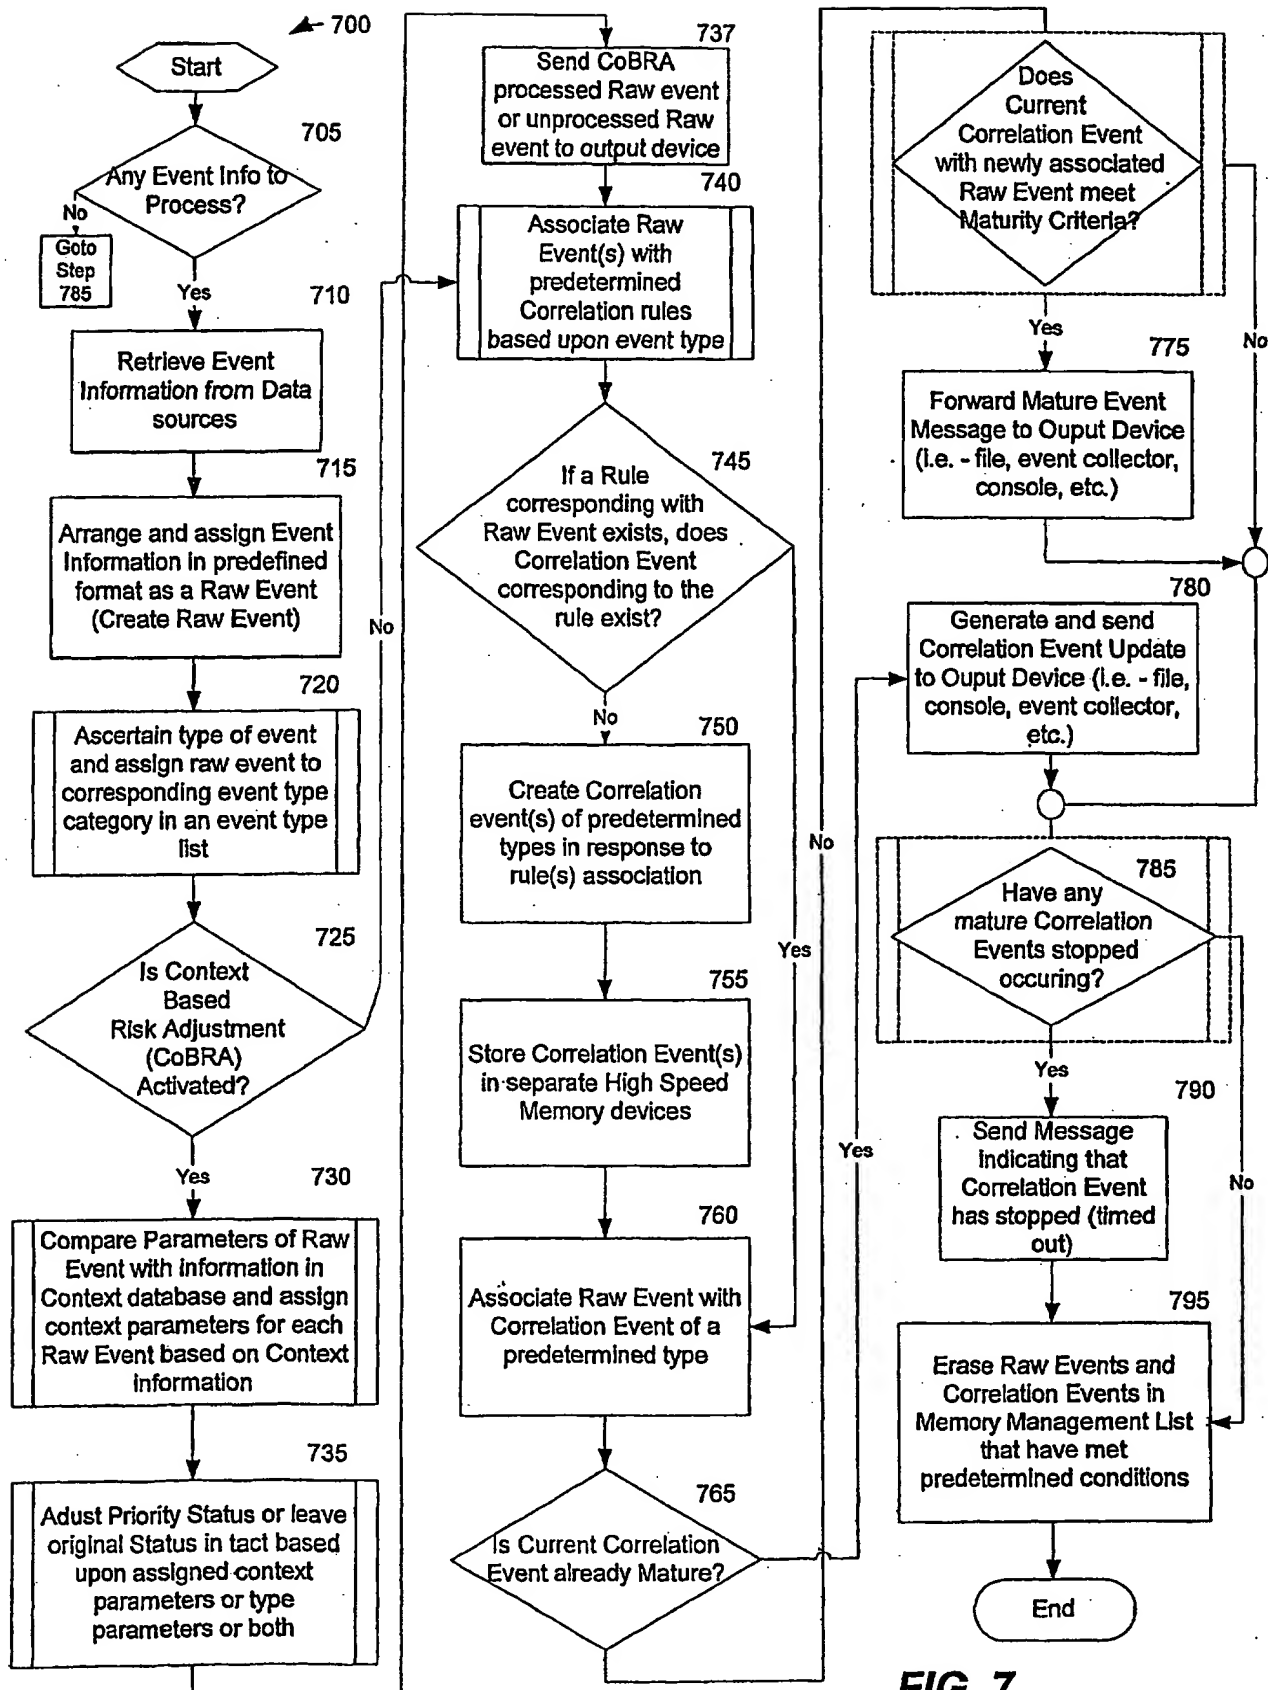 700
Start
705
Any Event Info to
Process?
No
Goto
Step
785
Yes
710
Retrieve Event
Information from Data
sources
715
Arrange and assign Event
Information in predefined
format as a Raw Event
(Create Raw Event)
720
Ascertain type of event
and assign raw event to
corresponding event type
category in an event type
list
725
Is Context
Based
Risk Adjustment
(CoBRA)
Activated?
No
Yes
730
Compare Parameters of Raw
Event with information in
Context database and assign
context parameters for each
Raw Event based on Context
information
735
Adust Priority Status or leave
original Status in tact based
upon assigned context
parameters or type
parameters or both
737
Send CoBRA
processed Raw event
or unprocessed Raw
event to output device
740
Associate Raw
Event(s) with
predetermined
Correlation rules
based upon event type
745
If a Rule
corresponding with
Raw Event exists, does
Correlation Event
corresponding to the
rule exist?
No
Yes
750
Create Correlation
event(s) of predetermined
types in response to
rule(s) association
755
Store Correlation Event(s)
in separate High Speed
Memory devices
760
Associate Raw Event with
Correlation Event of a
predetermined type
765
Is Current Correlation
Event already Mature?
No
Yes
Does
Current
Correlation Event
with newly associated
Raw Event meet
Maturity Criteria?
Yes
No
775
Forward Mature Event
Message to Ouput Device
(i.e. - file, event collector,
console, etc.)
780
Generate and send
Correlation Event Update
to Ouput Device (i.e. - file,
console, event collector,
etc.)
785
Have any
mature Correlation
Events stopped
occuring?
Yes
No
790
Send Message
indicating that
Correlation Event
has stopped (timed
out)
795
Erase Raw Events and
Correlation Events in
Memory Management List
that have met
predetermined conditions
End
FIG. 7